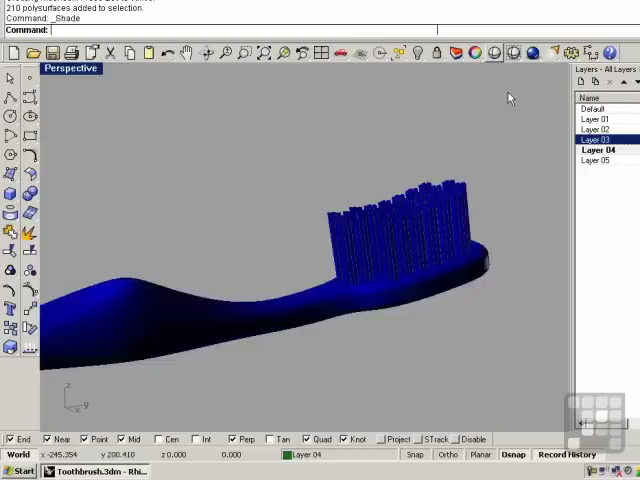 210 polysurfaces added to selection.
Command: _Shade
Command:
Perspective
Layers - All Layers
Name
Default
Layer 01
Layer 02
Layer 03
Layer 04
Layer 05
z
y
x
End Near Point Mid Cen Int Perp Tan Quad Knot Project STrack Disable
World x -245.354 y 200.410 z 0.000 0.000 Layer 04 Snap Ortho Planar Osnap Record History
Start Toothbrush.3dm - Rhi...